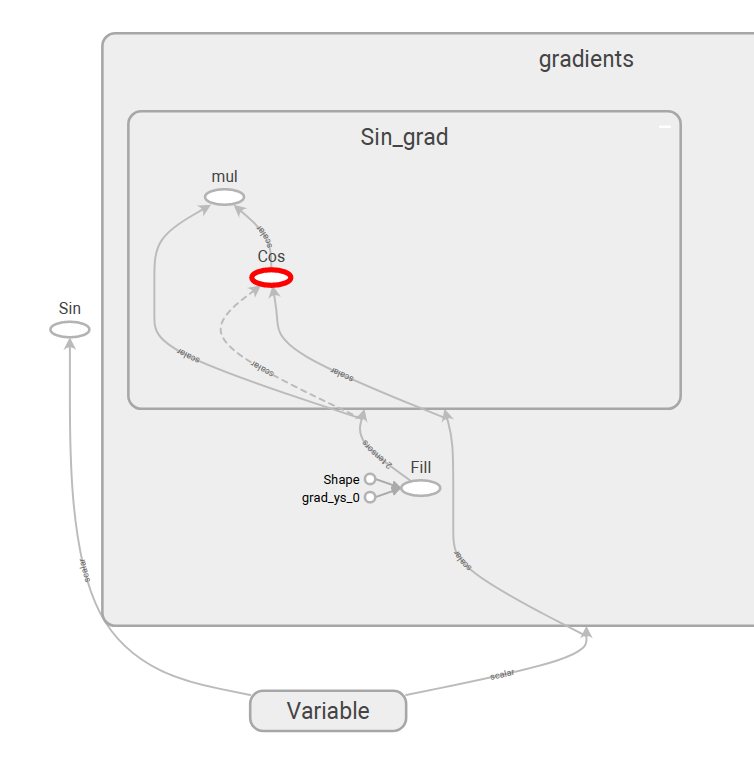 gradients
Sin_grad
mul
scalar
Cos
Sin
scalar
scalar
scalar
2 tensors
Fill
Shape
grad_ys_0
scalar
scalar
scalar
Variable